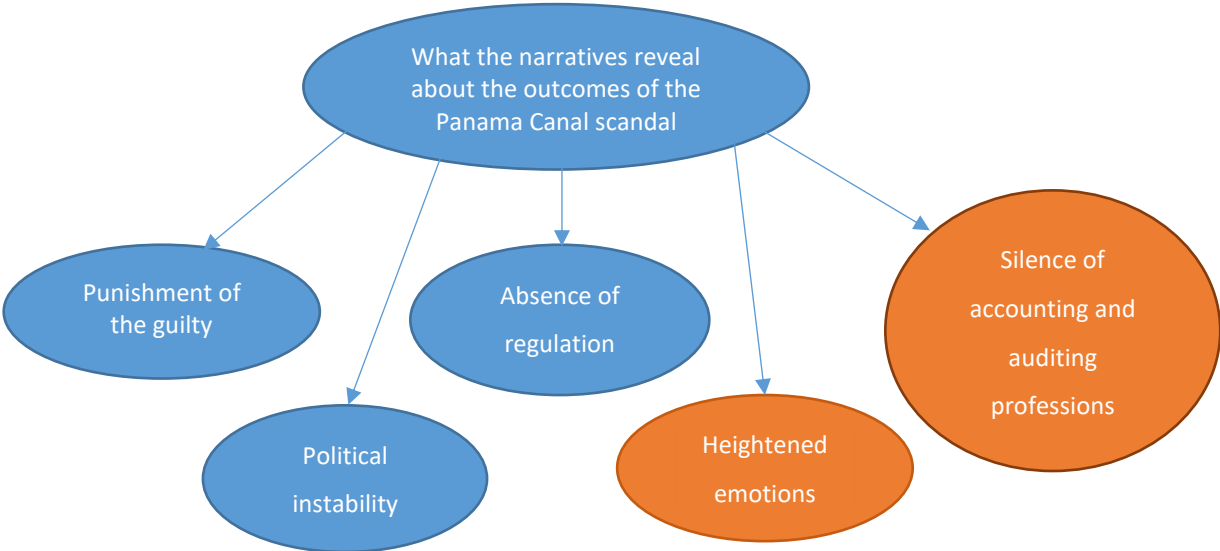 What the narratives reveal
about the outcomes of the
Panama Canal scandal
Punishment of
the guilty
Political
instability
Absence of
regulation
Heightened
emotions
Silence of
accounting and
auditing
professions